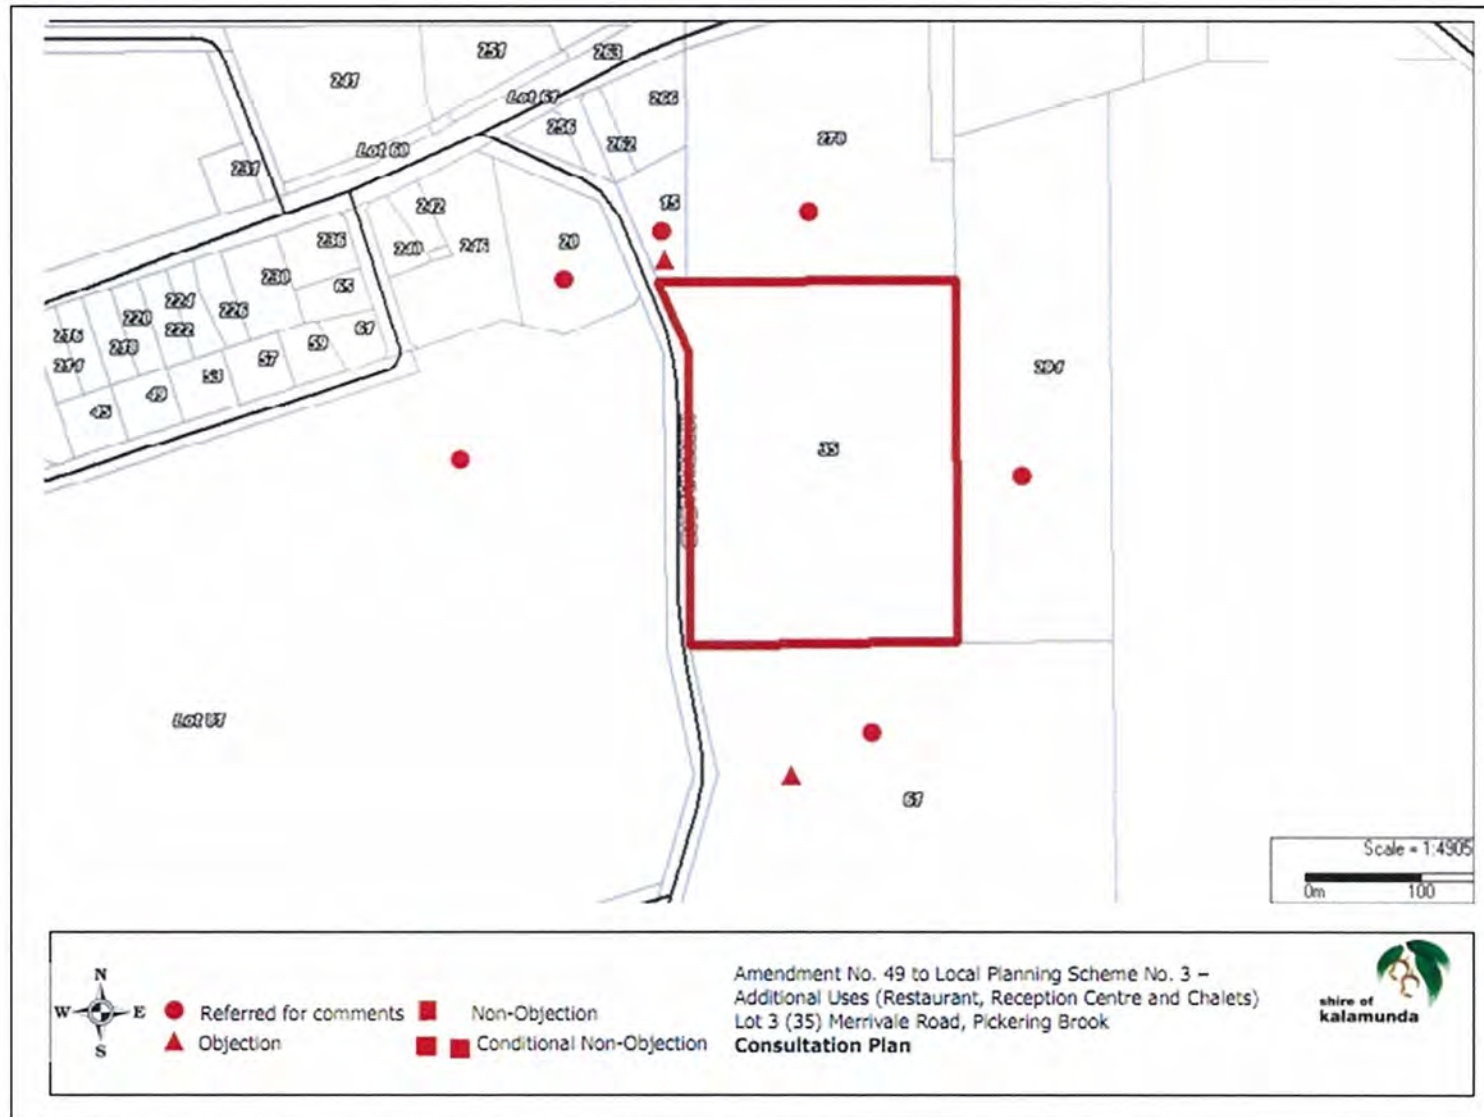 251
263
241
Lot 61
266
256
262
270
Lot 60
231
15
242
236
240
246
20
230
65
224
220
226
216
222
218
61
59
57
211
53
49
45
291
35
Lot 81
61
Scale = 1:4905
0m 100
N
W E
S
Referred for comments
Non-Objection
Objection
Conditional Non-Objection
Amendment No. 49 to Local Planning Scheme No. 3 –
Additional Uses (Restaurant, Reception Centre and Chalets)
Lot 3 (35) Merrivale Road, Pickering Brook
Consultation Plan
shire of
kalamunda